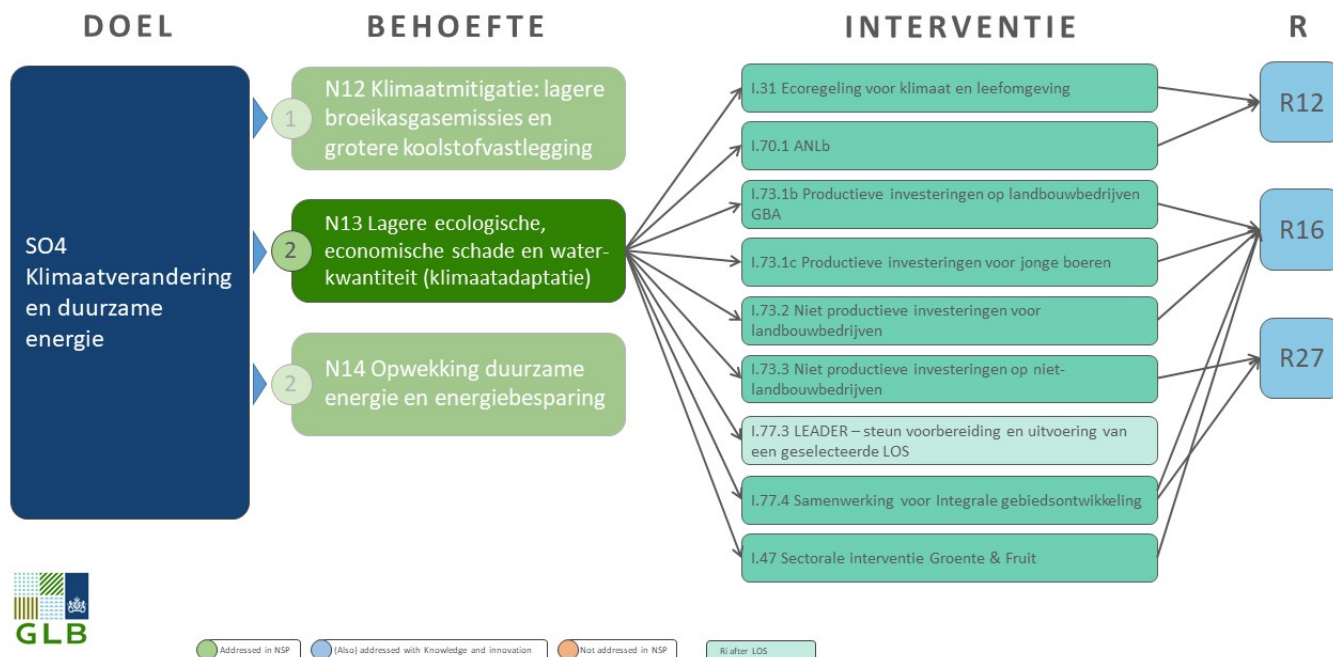 DOEL
BEHOEFTE
INTERVENTIE
R
SO4
Klimaatverandering
en duurzame
energie
1
N12 Klimaatmitigatie: lagere
broeikasgasemissies en
grotere koolstofvastlegging
2
N13 Lagere ecologische,
economische schade en water-
kwantiteit (klimaatadaptatie)
2
N14 Opwekking duurzame
energie en energiebesparing
I.31 Ecoregeling voor klimaat en leefomgeving
I.70.1 ANLb
I.73.1b Productieve investeringen op landbouwbedrijven
GBA
I.73.1c Productieve investeringen voor jonge boeren
I.73.2 Niet productieve investeringen voor
landbouwbedrijven
I.73.3 Niet productieve investeringen op niet-
landbouwbedrijven
I.77.3 LEADER – steun voorbereiding en uitvoering van
een geselecteerde LOS
I.77.4 Samenwerking voor Integrale gebiedsontwikkeling
I.47 Sectorale interventie Groente & Fruit
R12
R16
R27
GLB
Addressed in NSP
(Also) addressed with Knowledge and innovation
Not addressed in NSP
Ri after LOS